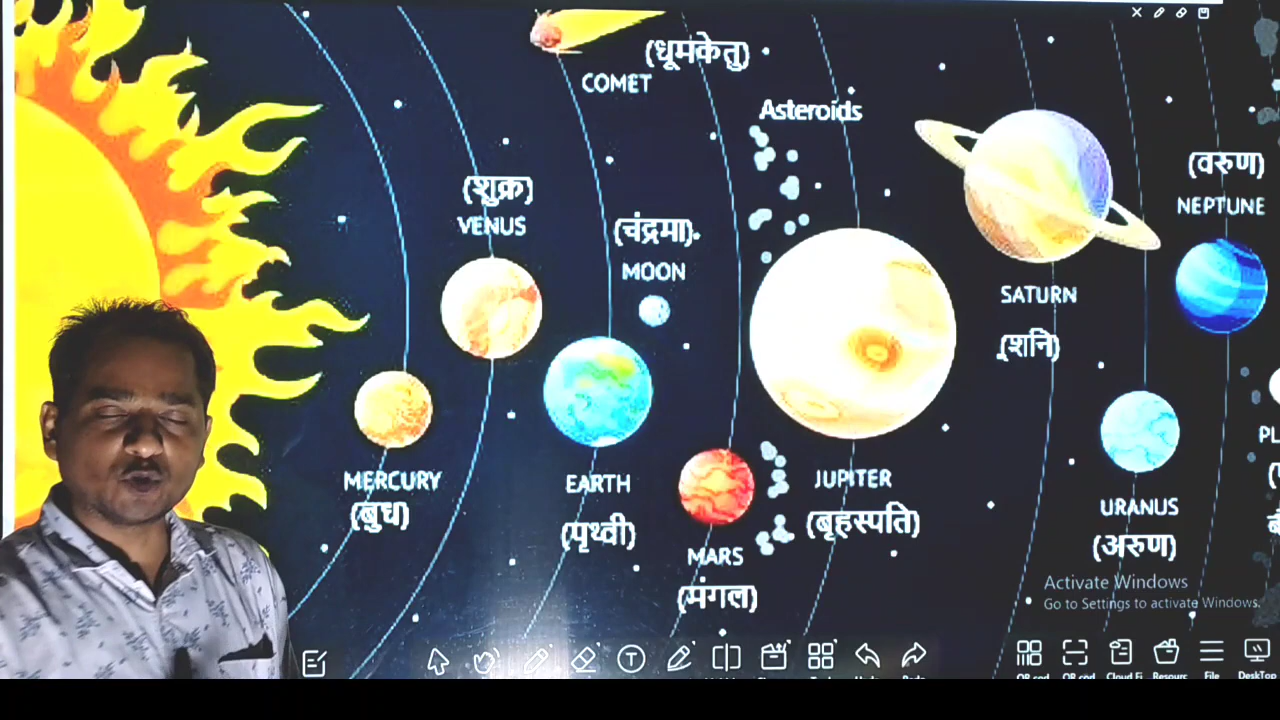 (धूमकेतु)
COMET
Asteroids
(शुक्र)
VENUS
(चंद्रमा)
MOON
(वरुण)
NEPTUNE
SATURN
(शनि)
MERCURY
(बुध)
EARTH
(पृथ्वी)
MARS
(मंगल)
JUPITER
(बृहस्पति)
URANUS
(अरुण)
Activate Windows
Go to Settings to activate Windows.
File
DeskTop